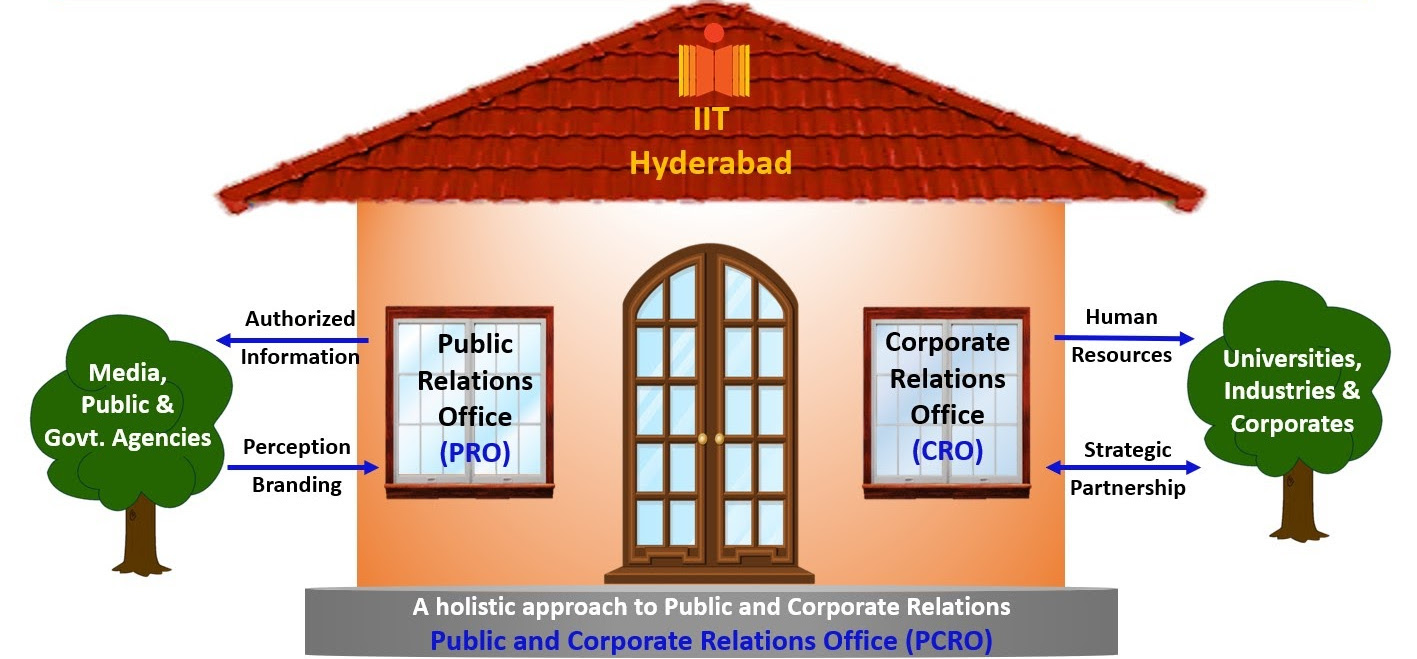 IIT
Hyderabad
Authorized
Information
Media,
Public &
Govt. Agencies
Perception
Branding
Public
Relations
Office
(PRO)
Corporate
Relations
Office
(CRO)
Human
Resources
Strategic
Partnership
Universities,
Industries &
Corporates
A holistic approach to Public and Corporate Relations
Public and Corporate Relations Office (PCRO)